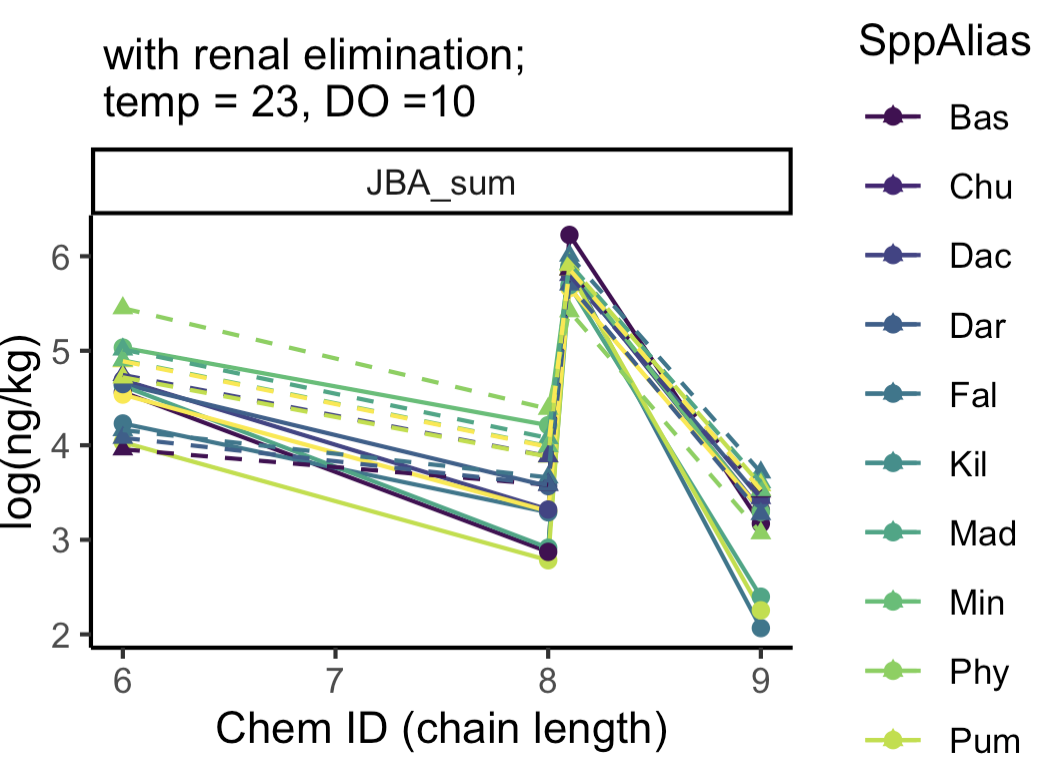 with renal elimination;
temp = 23, DO =10
JBA_sum
log(ng/kg)
6
5
4
3
2
6 7 8 9
Chem ID (chain length)
SppAlias
Bas
Chu
Dac
Dar
Fal
Kil
Mad
Min
Phy
Pum